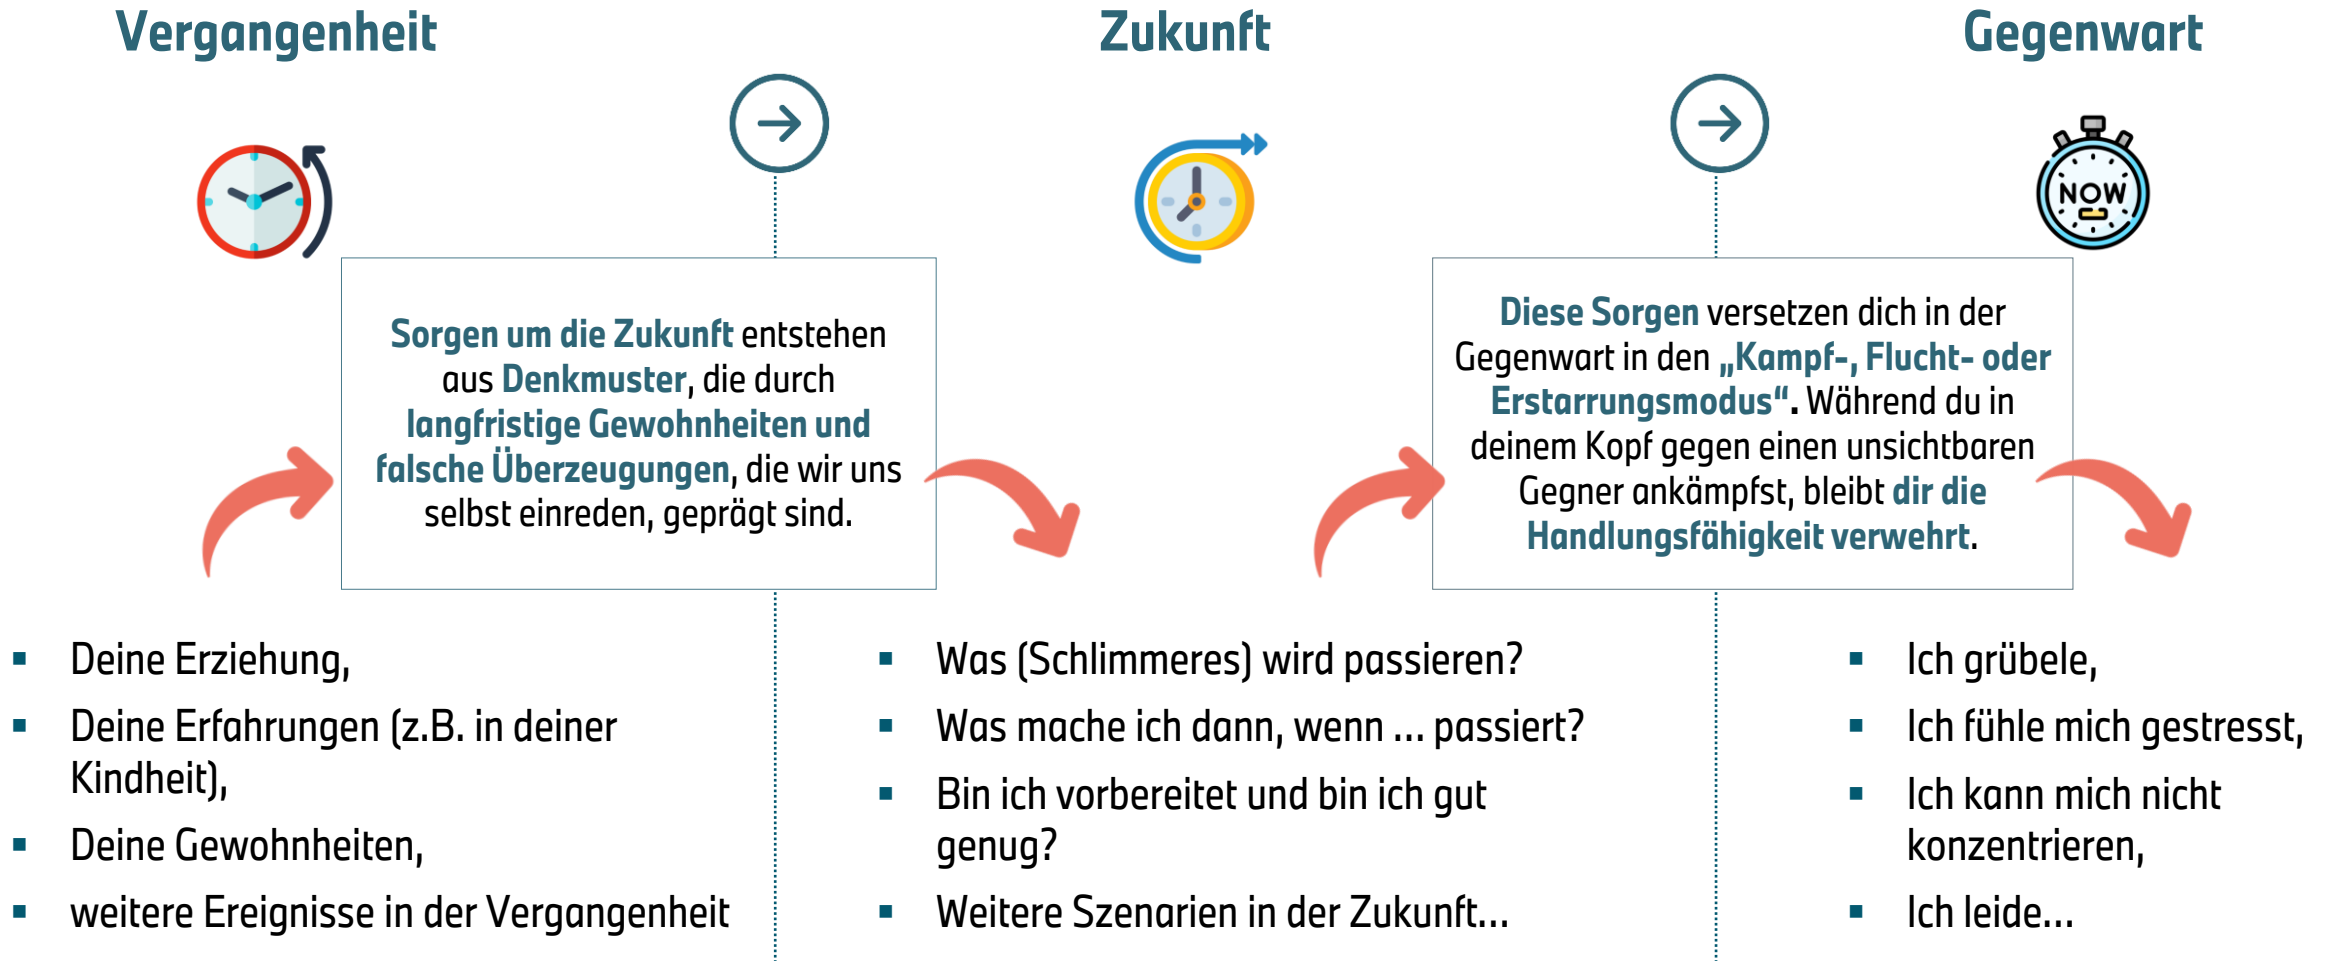 Vergangenheit
Zukunft
Gegenwart
NOW
Sorgen um die Zukunft entstehen
aus Denkmuster, die durch
langfristige Gewohnheiten und
falsche Überzeugungen, die wir uns
selbst einreden, geprägt sind.
Diese Sorgen versetzen dich in der
Gegenwart in den „Kampf-, Flucht- oder
Erstarrungsmodus“. Während du in
deinem Kopf gegen einen unsichtbaren
Gegner ankämpfst, bleibt dir die
Handlungsfähigkeit verwehrt.
▪ Deine Erziehung,
▪ Deine Erfahrungen (z.B. in deiner
Kindheit),
▪ Deine Gewohnheiten,
▪ weitere Ereignisse in der Vergangenheit
▪ Was (Schlimmeres) wird passieren?
▪ Was mache ich dann, wenn … passiert?
▪ Bin ich vorbereitet und bin ich gut
genug?
▪ Weitere Szenarien in der Zukunft…
▪ Ich grübele,
▪ Ich fühle mich gestresst,
▪ Ich kann mich nicht
konzentrieren,
▪ Ich leide…